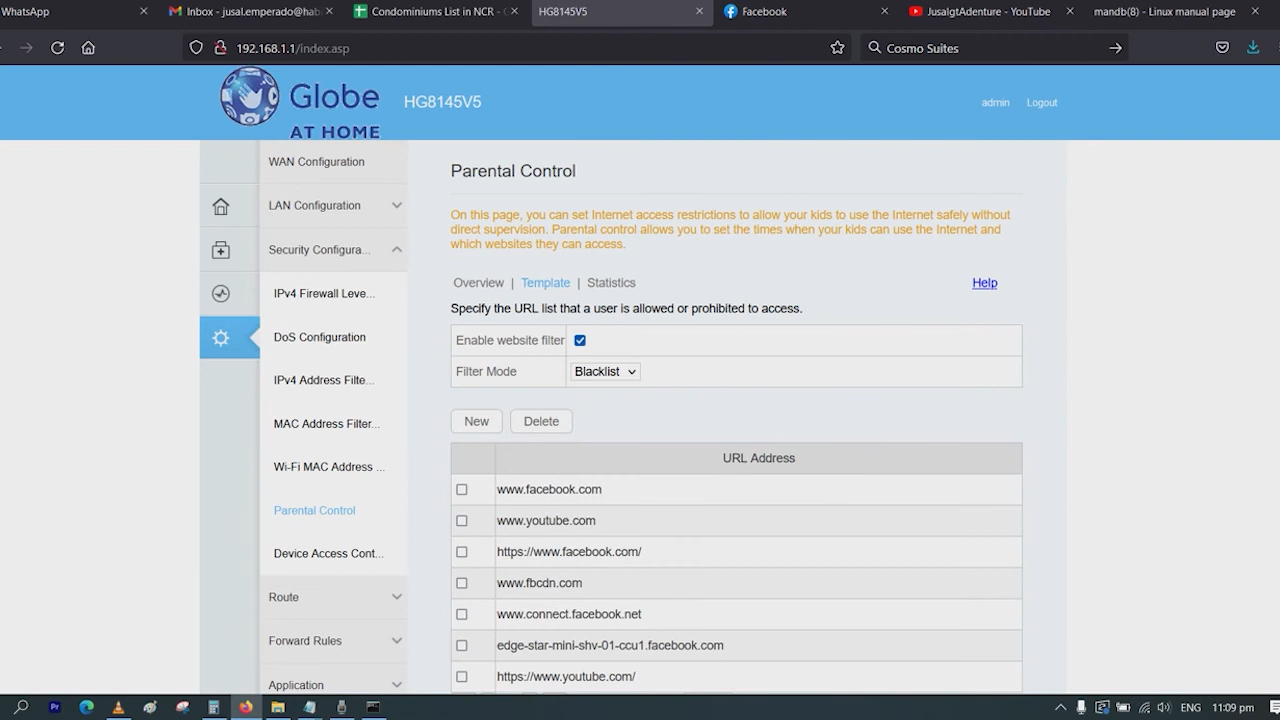 WhatsApp
Inbox - jusal.emperado@hab
Condominiums List in NCR -
HG8145V5
Facebook
JusalgtAdenture - YouTube
mandb(8) - Linux manual page
192.168.1.1/index.asp
Cosmo Suites
Globe
AT HOME
HG8145V5
admin
Logout
WAN Configuration
LAN Configuration
Security Configura...
IPv4 Firewall Leve...
DoS Configuration
IPv4 Address Filte...
MAC Address Filter...
Wi-Fi MAC Address ...
Parental Control
Device Access Cont...
Route
Forward Rules
Application
Parental Control
On this page, you can set Internet access restrictions to allow your kids to use the Internet safely without
direct supervision. Parental control allows you to set the times when your kids can use the Internet and
which websites they can access.
Overview | Template | Statistics
Help
Specify the URL list that a user is allowed or prohibited to access.
Enable website filter
Filter Mode
Blacklist
New
Delete
URL Address
www.facebook.com
www.youtube.com
https://www.facebook.com/
www.fbcdn.com
www.connect.facebook.net
edge-star-mini-shv-01-ccu1.facebook.com
https://www.youtube.com/
Pr
11:09 pm